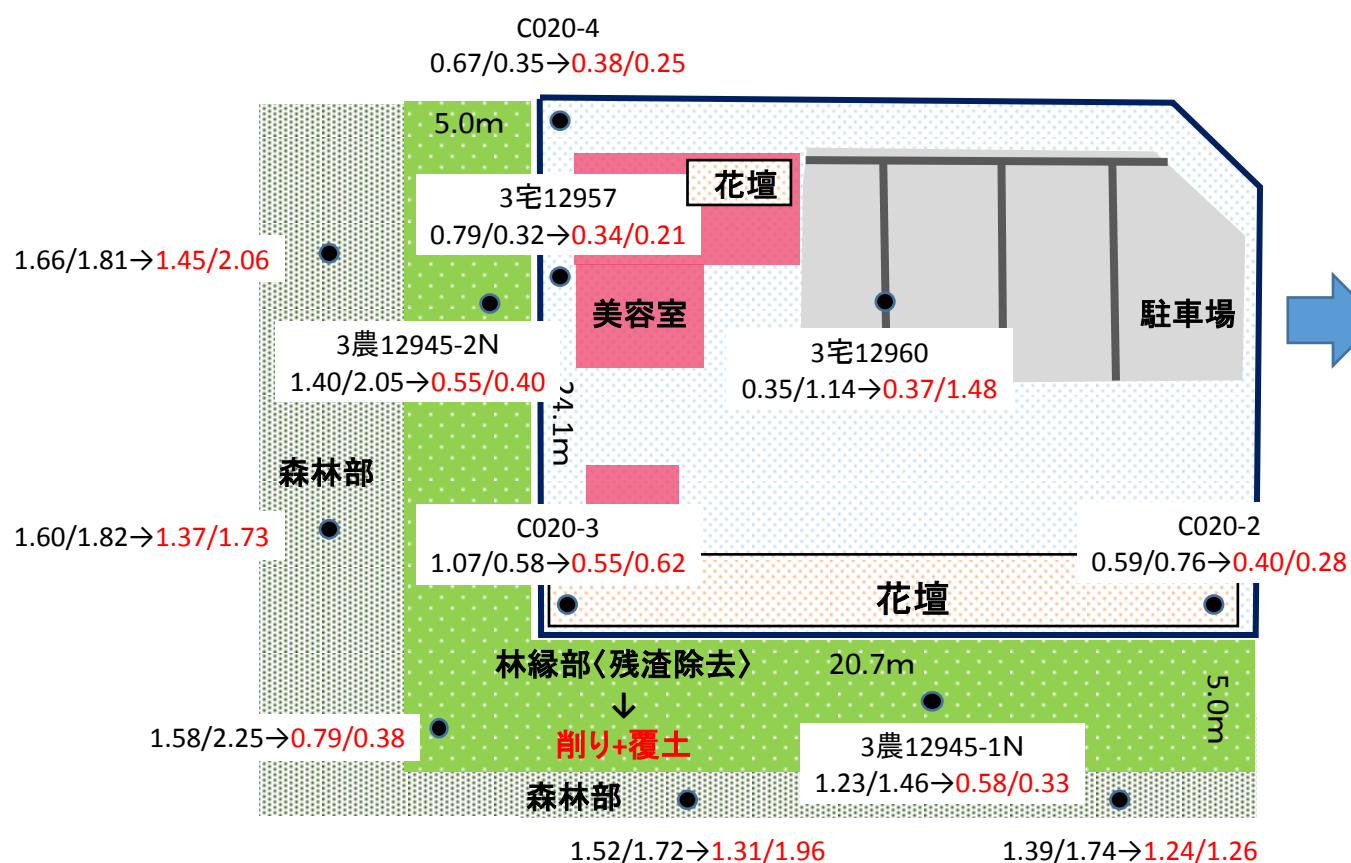 C020-4
0.67/0.35→0.38/0.25
5.0m
花壇
3宅12957
0.79/0.32→0.34/0.21
1.66/1.81→1.45/2.06
美容室
駐車場
3農12945-2N
1.40/2.05→0.55/0.40
3宅12960
0.35/1.14→0.37/1.48
24.1m
森林部
C020-3
1.07/0.58→0.55/0.62
C020-2
0.59/0.76→0.40/0.28
1.60/1.82→1.37/1.73
花壇
林縁部〈残渣除去〉
20.7m
5.0m
↓
削り+覆土
1.58/2.25→0.79/0.38
3農12945-1N
1.23/1.46→0.58/0.33
森林部
1.52/1.72→1.31/1.96
1.39/1.74→1.24/1.26